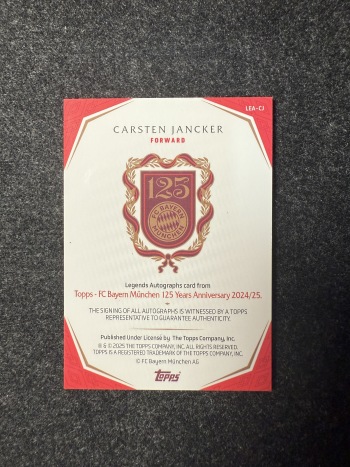 LEA-CJ
CARSTEN JANCKER
FORWARD
125
FC BAYERN
MÜNCHEN
Legends Autographs card from
Topps - FC Bayern München 125 Years Anniversary 2024/25.
THE SIGNING OF ALL AUTOGRAPHS IS WITNESSED BY A TOPPS
REPRESENTATIVE TO GUARANTEE AUTHENTICITY.
Published Under License by The Topps Company, Inc.
® & © 2025 THE TOPPS COMPANY, INC. ALL RIGHTS RESERVED.
TOPPS IS A REGISTERED TRADEMARK OF THE TOPPS COMPANY, INC.
© FC Bayern München AG
Topps